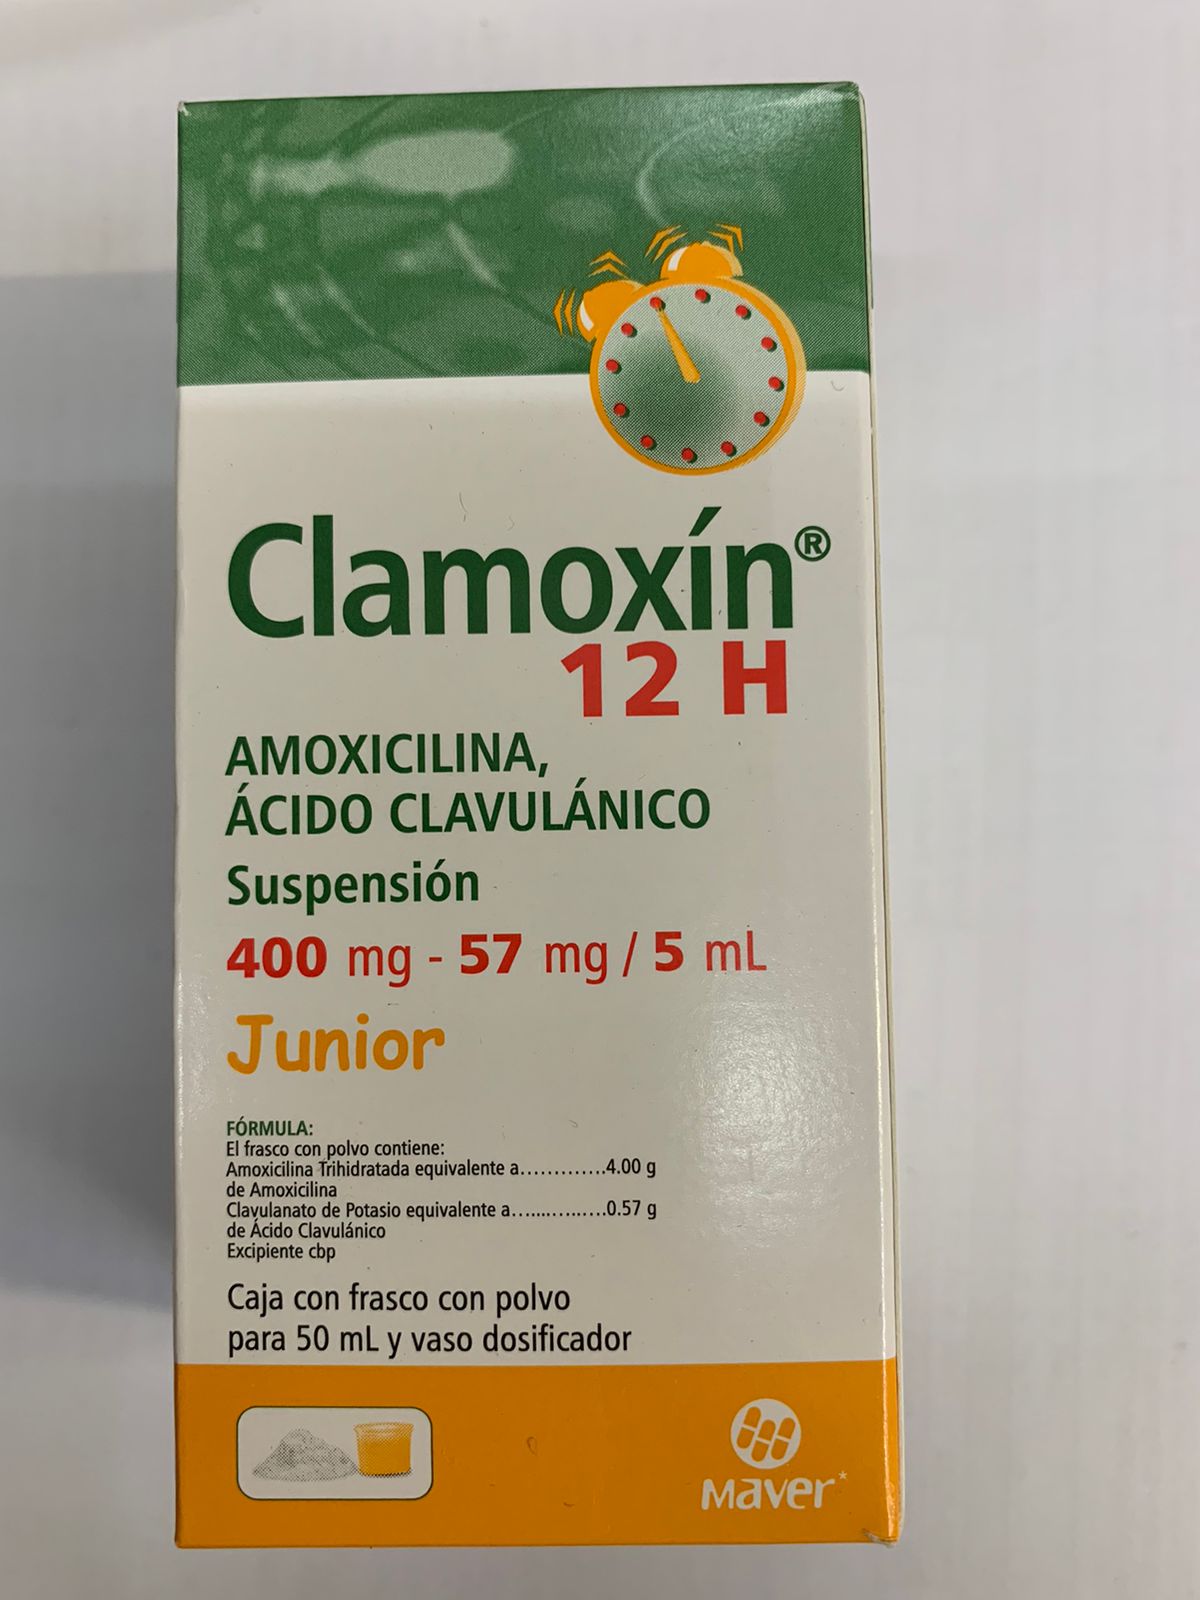 Clamoxín®
12 H
AMOXICILINA,
ÁCIDO CLAVULÁNICO
Suspensión
400 mg - 57 mg / 5 mL
Junior
FÓRMULA:
El frasco con polvo contiene:
Amoxicilina Trihidratada equivalente a.............4.00 g
de Amoxicilina
Clavulanato de Potasio equivalente a..............0.57 g
de Ácido Clavulánico
Excipiente cbp
Caja con frasco con polvo
para 50 mL y vaso dosificador
Maver*